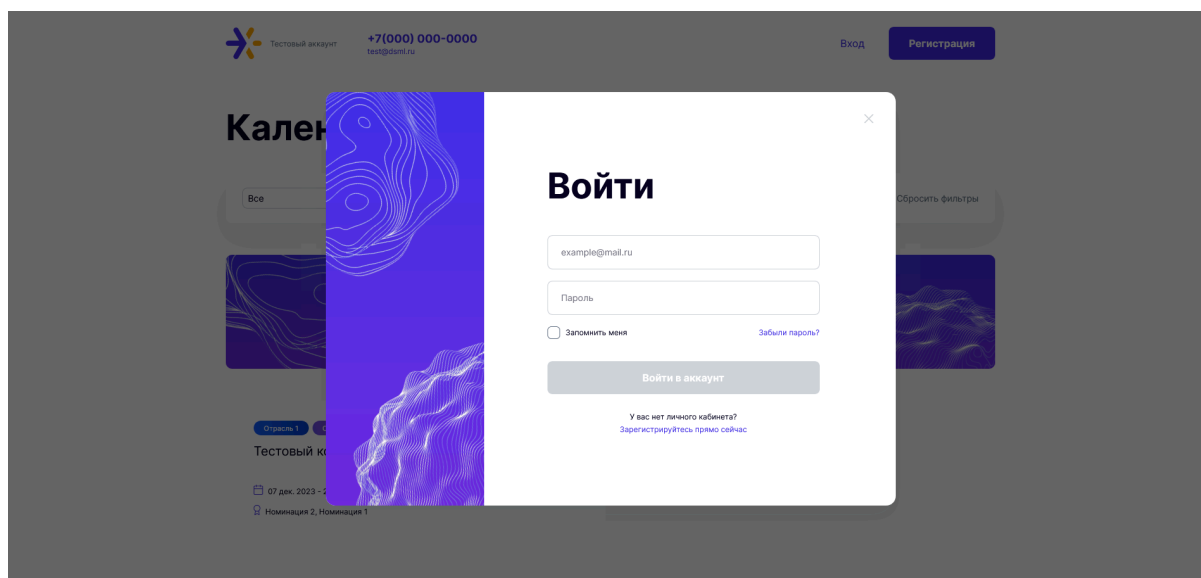 Тестовый аккаунт
+7(000) 000-0000
test@dsml.ru
Вход
Регистрация
Войти
Все
Сбросить фильтры
example@mail.ru
Пароль
Запомнить меня
Забыли пароль?
Войти в аккаунт
У вас нет личного кабинета?
Зарегистрируйтесь прямо сейчас
Отрасль 1
Тестовый
07 дек. 2023 -
Номинация 2, Номинация 1